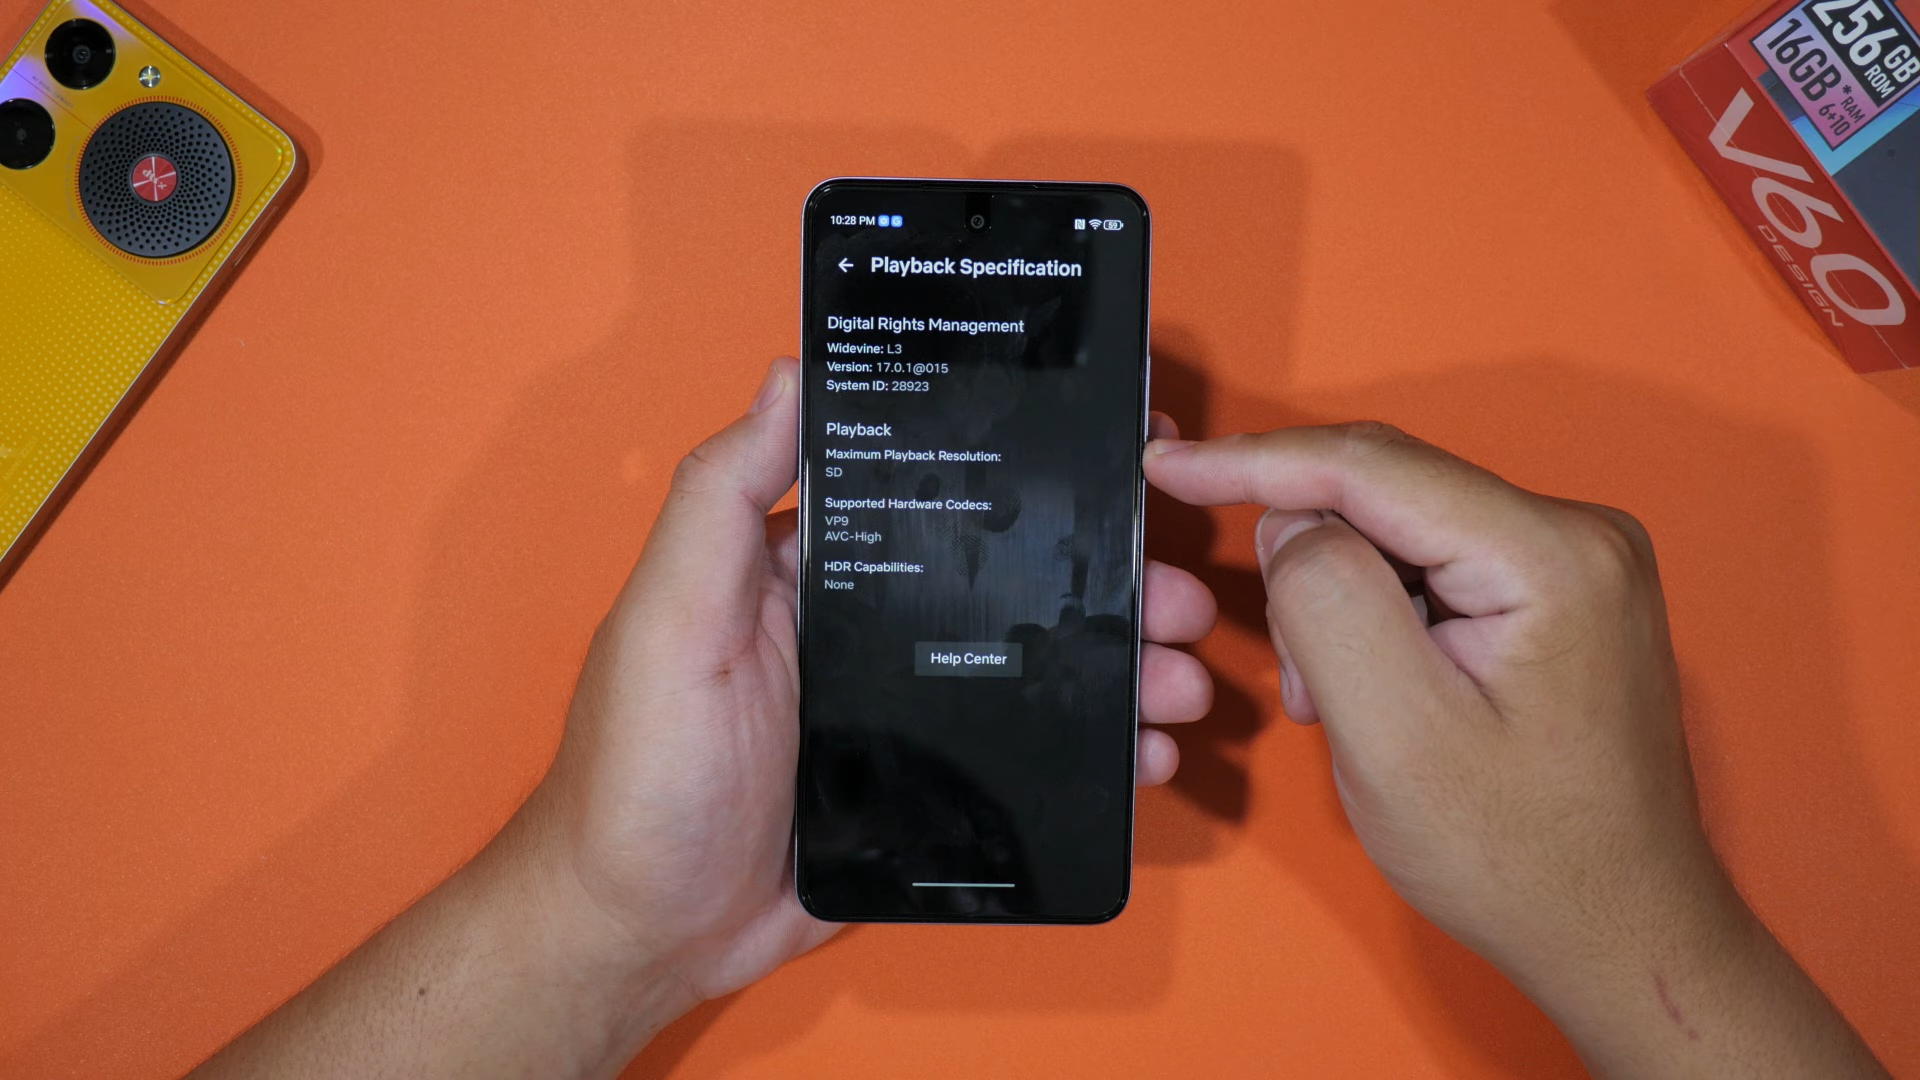 10:28 PM
59
Playback Specification
Digital Rights Management
Widevine: L3
Version: 17.0.1@015
System ID: 28923
Playback
Maximum Playback Resolution:
SD
Supported Hardware Codecs:
VP9
AVC-High
HDR Capabilities:
None
Help Center
256GB
ROM
16GB*
RAM
6+10
V60
DESIGN